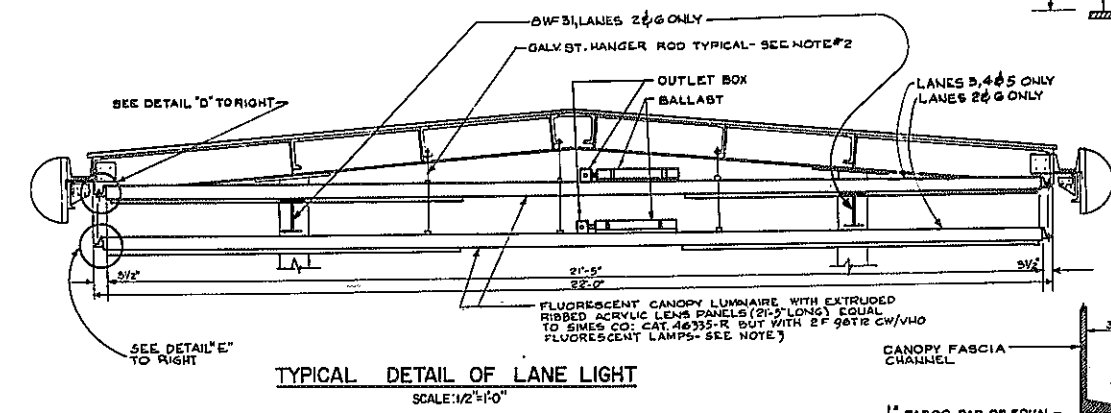 8WF31, LANES 2&6 ONLY
GALV. ST. HANGER ROD TYPICAL - SEE NOTE #2
OUTLET BOX
BALLAST
LANES 3,4&5 ONLY
LANES 2&6 ONLY
SEE DETAIL "D" TO RIGHT
3 1/2"
21'-5"
3 1/2"
22'-0"
FLUORESCENT CANOPY LUMINAIRE WITH EXTRUDED
RIBBED ACRYLIC LENS PANELS (21'-5" LONG) EQUAL
TO SIMES CO: CAT. 46335-R BUT WITH 2 F 96T12 CW/VHO
FLUORESCENT LAMPS - SEE NOTE 3
SEE DETAIL "E"
TO RIGHT
CANOPY FASCIA
CHANNEL
TYPICAL DETAIL OF LANE LIGHT
SCALE: 1/2"=1'-0"